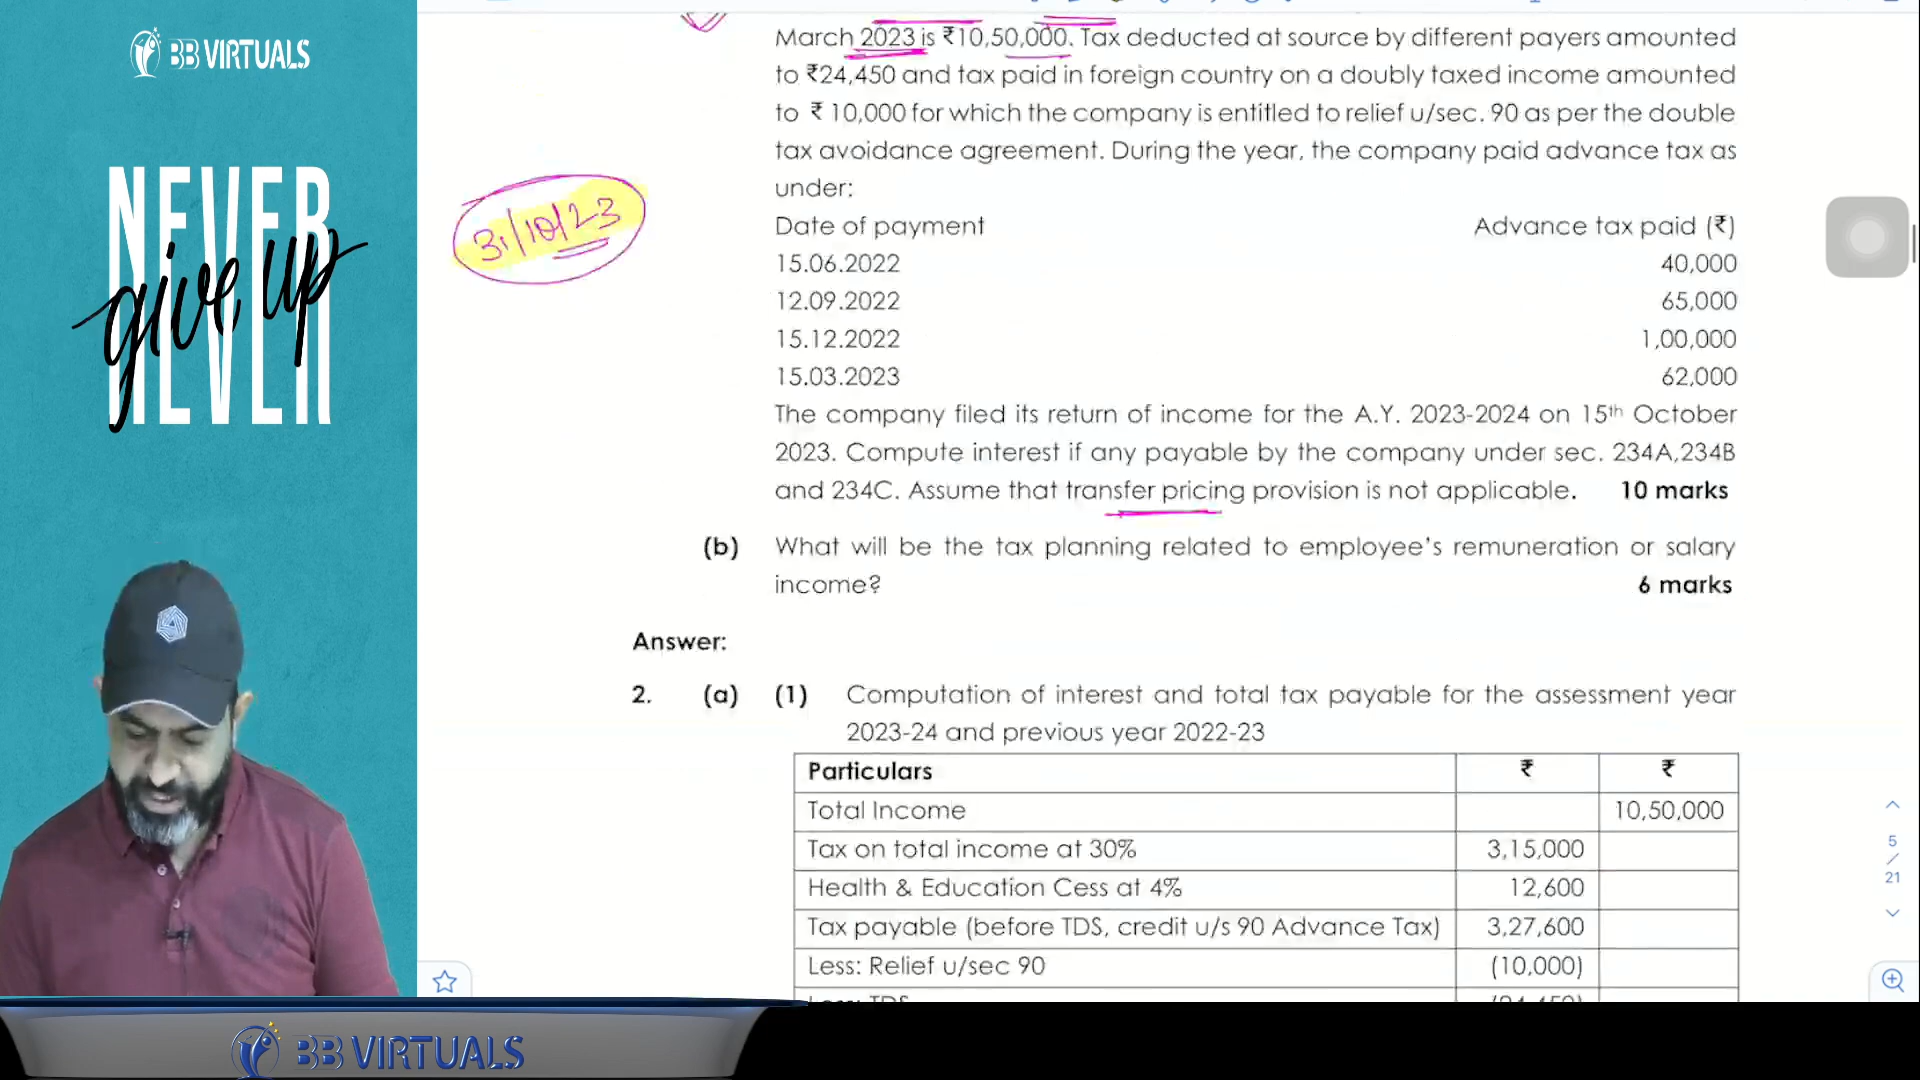 BB VIRTUALS
NEVER
give up
NEVER
March 2023 is ₹10,50,000. Tax deducted at source by different payers amounted
to ₹24,450 and tax paid in foreign country on a doubly taxed income amounted
to ₹ 10,000 for which the company is entitled to relief u/sec. 90 as per the double
tax avoidance agreement. During the year, the company paid advance tax as
under:
31/10/23
Date of payment Advance tax paid (₹)
15.06.2022 40,000
12.09.2022 65,000
15.12.2022 1,00,000
15.03.2023 62,000
The company filed its return of income for the A.Y. 2023-2024 on 15th October
2023. Compute interest if any payable by the company under sec. 234A,234B
and 234C. Assume that transfer pricing provision is not applicable. 10 marks
(b) What will be the tax planning related to employee's remuneration or salary
income? 6 marks
Answer:
2. (a) (1) Computation of interest and total tax payable for the assessment year
2023-24 and previous year 2022-23
Particulars ₹ ₹
Total Income 10,50,000
Tax on total income at 30% 3,15,000
Health & Education Cess at 4% 12,600
Tax payable (before TDS, credit u/s 90 Advance Tax) 3,27,600
Less: Relief u/sec 90 (10,000)
Less: TDS (24,450)
5
/
21
BB VIRTUALS